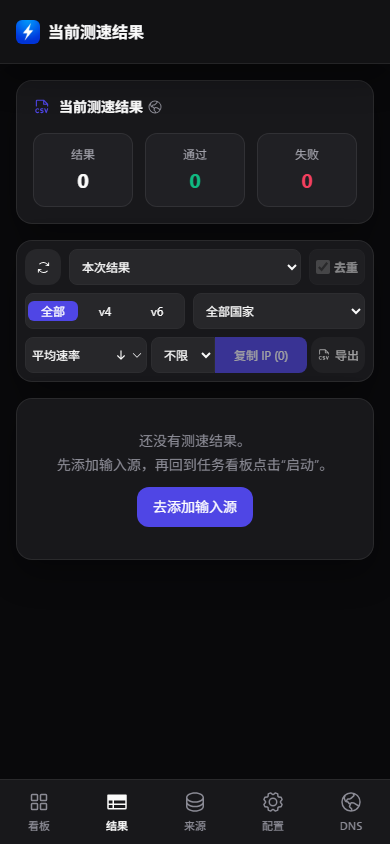 当前测速结果
CSV 当前测速结果
结果 通过 失败
0 0 0
本次结果 去重
全部 v4 v6 全部国家
平均速率 不限 复制 IP (0) CSV 导出
还没有测速结果。
先添加输入源，再回到任务看板点击“启动”。
去添加输入源
看板 结果 来源 配置 DNS